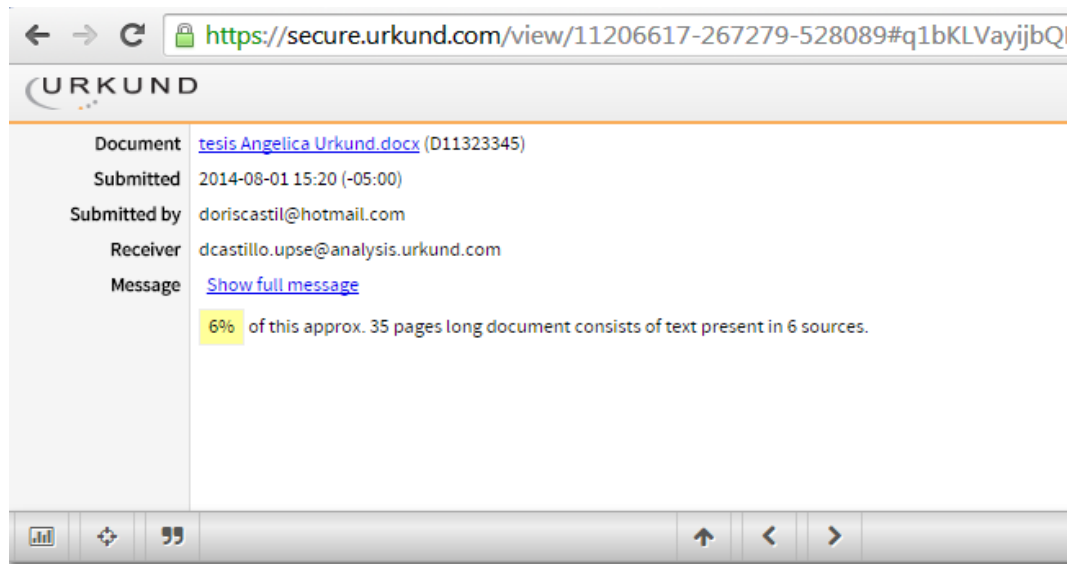 https://secure.urkund.com/view/11206617-267279-528089#q1bKLVayijbQ
URKUND
Document tesis Angelica Urkund.docx (D11323345)
Submitted 2014-08-01 15:20 (-05:00)
Submitted by doriscastil@hotmail.com
Receiver dcastillo.upse@analysis.urkund.com
Message Show full message
6% of this approx. 35 pages long document consists of text present in 6 sources.